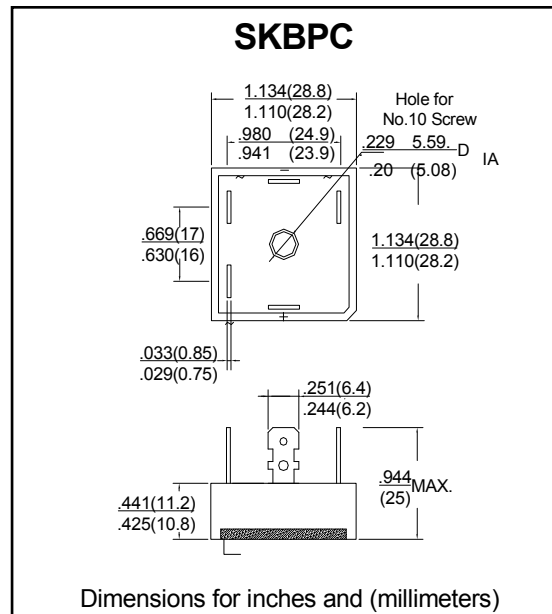 SKBPC
1.134(28.8)
1.110(28.2)
Hole for
No.10 Screw
.980 (24.9)
.941 (23.9)
.229 5.59. D IA
.20 (5.08)
~ − ~
.669(17)
.630(16)
1.134(28.8)
1.110(28.2)
+
~
.033(0.85)
.029(0.75)
.251(6.4)
.244(6.2)
.944 MAX.
(25)
.441(11.2)
.425(10.8)
Dimensions for inches and (millimeters)